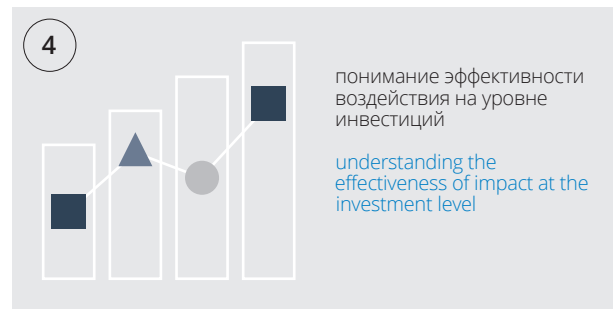 4
понимание эффективности
воздействия на уровне
инвестиций
understanding the
effectiveness of impact at the
investment level